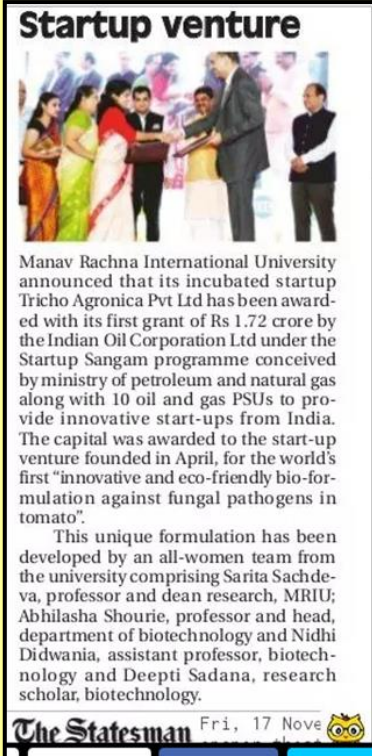 Startup venture
Manav Rachna International University
announced that its incubated startup
Tricho Agronica Pvt Ltd has been award-
ed with its first grant of Rs 1.72 crore by
the Indian Oil Corporation Ltd under the
Startup Sangam programme conceived
by ministry of petroleum and natural gas
along with 10 oil and gas PSUs to pro-
vide innovative start-ups from India.
The capital was awarded to the start-up
venture founded in April, for the world's
first “innovative and eco-friendly bio-for-
mulation against fungal pathogens in
tomato”.
This unique formulation has been
developed by an all-women team from
the university comprising Sarita Sachde-
va, professor and dean research, MRIU;
Abhilasha Shourie, professor and head,
department of biotechnology and Nidhi
Didwania, assistant professor, biotech-
nology and Deepti Sadana, research
scholar, biotechnology.
The Statesman Fri, 17 Nove